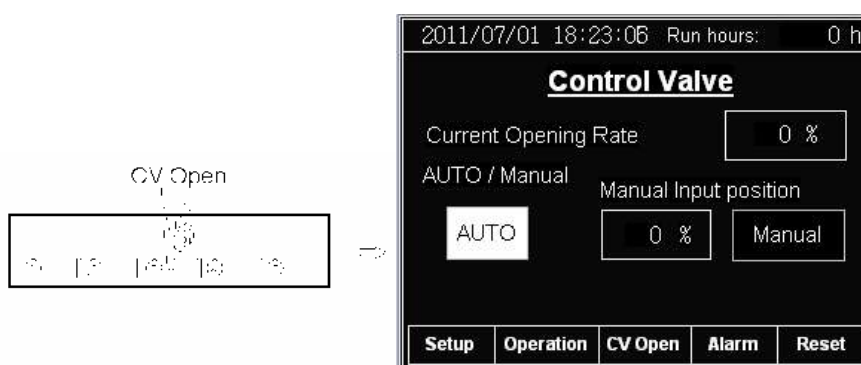 CV Open
2011/07/01 18:23:05 Run hours: 0 h
Control Valve
Current Opening Rate 0 %
AUTO / Manual
Manual Input position
AUTO 0 % Manual
Setup Operation CV Open Alarm Reset